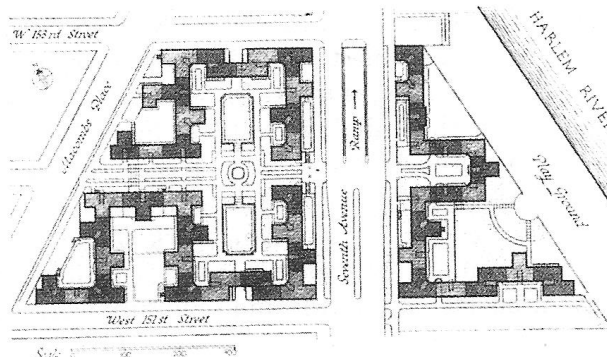 W 153rd Street
Macombs Place
Ramp →
Seventh Avenue
HARLEM RIVER
Play Ground
West 151st Street
Scale